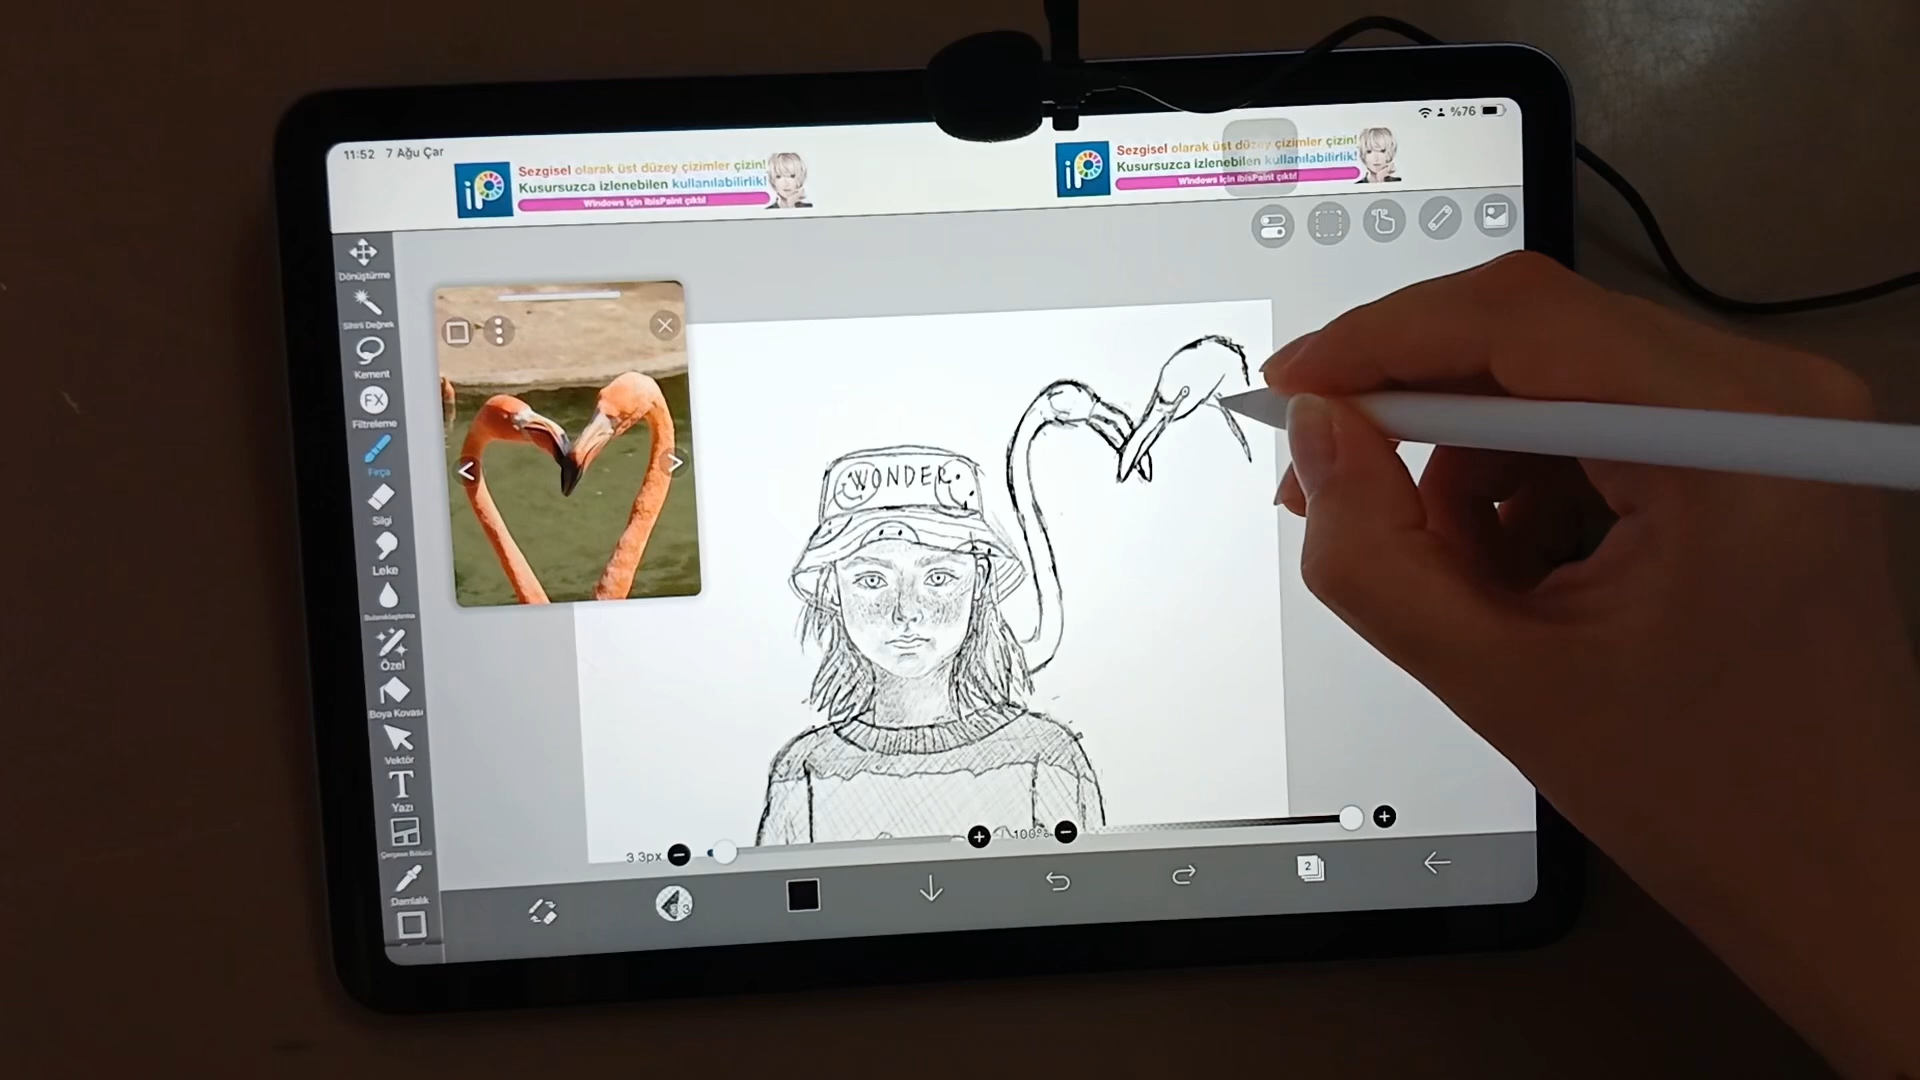 11:52 7 Ağu Çar
%76
Sezgisel olarak üst düzey çizimler çizin!
Kusursuzca izlenebilen kullanılabilirlik!
Windows için ibisPaint çıktı!
Sezgisel olarak üst düzey çizimler çizin!
Kusursuzca izlenebilen kullanılabilirlik!
Windows için ibisPaint çıktı!
Dönüştürme
Sihirli Değnek
Kement
FX
Filtreleme
Fırça
Silgi
Leke
Bulanıklaştırma
Özel
Boya Kovası
Vektör
T
Yazı
Damlalık
WONDER
3.3px
100%
2